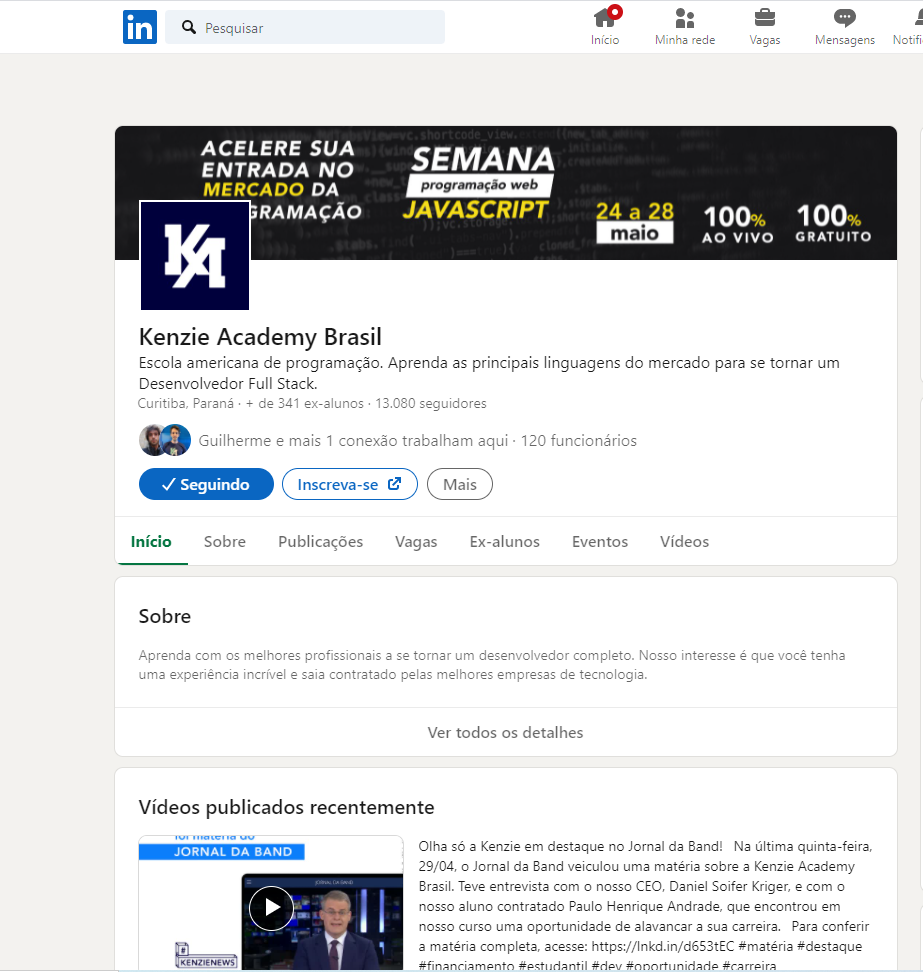 in
Pesquisar
Início
Minha rede
Vagas
Mensagens
Notifi
ACELERE SUA
ENTRADA NO
MERCADO DA
GRAMAÇÃO
SEMANA
programação web
JAVASCRIPT
24 a 28
maio
100%
AO VIVO
100%
GRATUITO
KA
Kenzie Academy Brasil
Escola americana de programação. Aprenda as principais linguagens do mercado para se tornar um
Desenvolvedor Full Stack.
Curitiba, Paraná · + de 341 ex-alunos · 13.080 seguidores
Guilherme e mais 1 conexão trabalham aqui · 120 funcionários
Seguindo
Inscreva-se
Mais
Início
Sobre
Publicações
Vagas
Ex-alunos
Eventos
Vídeos
Sobre
Aprenda com os melhores profissionais a se tornar um desenvolvedor completo. Nosso interesse é que você tenha
uma experiência incrível e saia contratado pelas melhores empresas de tecnologia.
Ver todos os detalhes
Vídeos publicados recentemente
foi matéria do
JORNAL DA BAND
JORNAL DA BAND
#
KENZIENEWS
Olha só a Kenzie em destaque no Jornal da Band! Na última quinta-feira,
29/04, o Jornal da Band veiculou uma matéria sobre a Kenzie Academy
Brasil. Teve entrevista com o nosso CEO, Daniel Soifer Kriger, e com o
nosso aluno contratado Paulo Henrique Andrade, que encontrou em
nosso curso uma oportunidade de alavancar a sua carreira. Para conferir
a matéria completa, acesse: https://lnkd.in/d653tEC #matéria #destaque
#financiamento #estudantil #dev #oportunidade #carreira